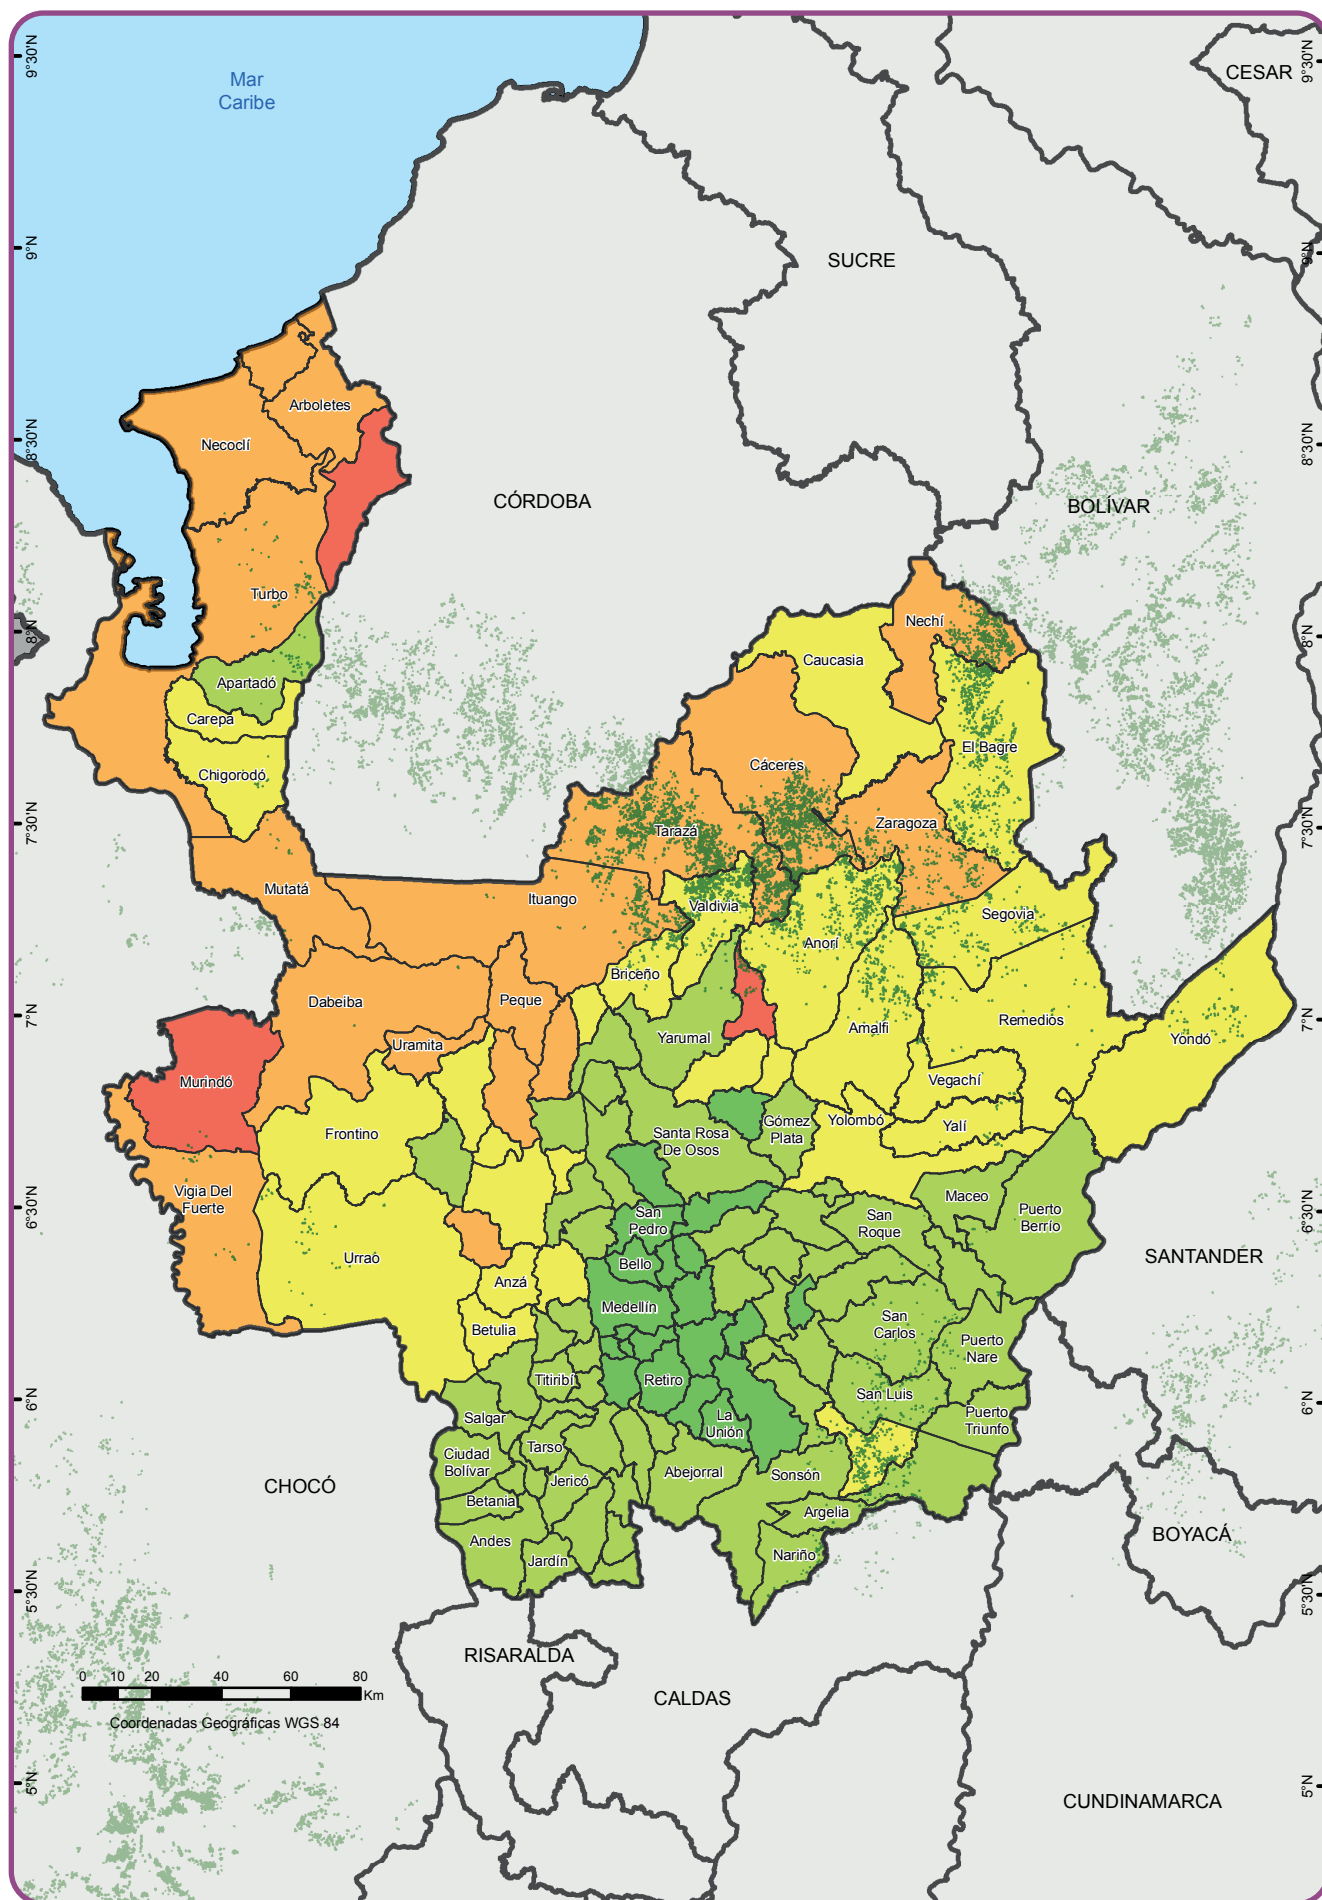 9°30'N
9°30'N
Mar
Caribe
CESAR
9°N
9°N
SUCRE
Arboletes
Necoclí
8°30'N
8°30'N
CÓRDOBA
BOLÍVAR
Turbo
8°N
8°N
Nechí
Caucasia
Apartadó
Carepa
El Bagre
Chigorodó
Cáceres
7°30'N
7°30'N
Tarazá
Zaragoza
Mutatá
Ituango
Valdivia
Segovia
Anorí
Briceño
Dabeiba
Peque
7°N
7°N
Remedios
Amalfi
Yarumal
Yondó
Uramita
Murindó
Vegachí
Gómez
Plata
Yolombó
Yalí
Frontino
Santa Rosa
De Osos
Vigia Del
Fuerte
Maceo
6°30'N
6°30'N
San
Pedro
San
Roque
Puerto
Berrío
Urraó
SANTANDER
Bello
Anzá
Medellín
Betulia
San
Carlos
Puerto
Nare
Titiribí
Retiro
San Luis
6°N
6°N
Salgar
La
Unión
Puerto
Triunfo
Ciudad
Bolívar
Tarso
Jericó
Abejorral
Sonsón
CHOCÓ
Betania
Argelia
BOYACÁ
Andes
Jardín
Nariño
5°30'N
5°30'N
RISARALDA
0 10 20 40 60 80
Km
CALDAS
Coordenadas Geográficas WGS 84
5°N
5°N
CUNDINAMARCA